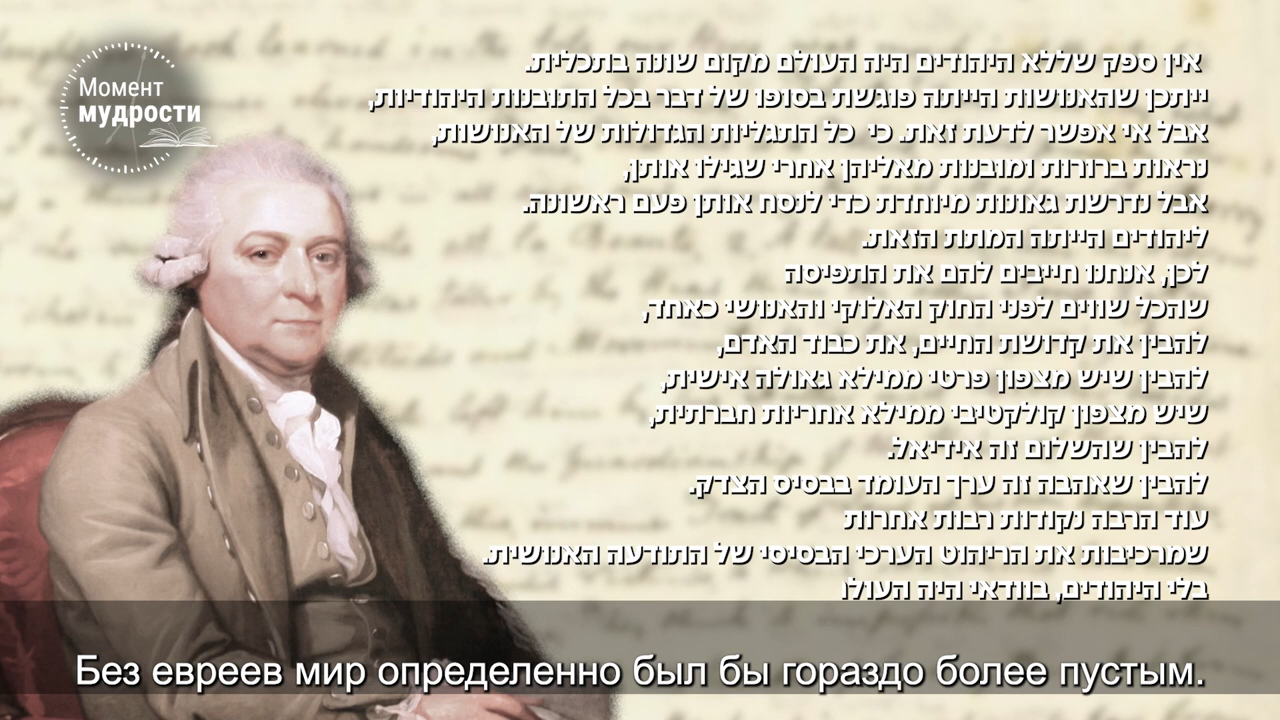 Момент
мудрости
אין ספק שללא היהודים היה העולם מקום שונה בתכלית.
ייתכן שהאנושות הייתה פוגשת בסופו של דבר בכל התובנות היהודיות,
אבל אי אפשר לדעת זאת. כי כל התגליות הגדולות של האנושות,
נראות ברורות ומובנות מאליהן אחרי שגילו אותן,
אבל נדרשת גאונות מיוחדת כדי לנסח אותן פעם ראשונה.
ליהודים הייתה המתת הזאת.
לכן, אנחנו חייבים להם את התפיסה
שהכל שווים לפני החוק האלוקי והאנושי כאחד,
להבין את קדושת החיים, את כבוד האדם,
להבין שיש מצפון פרטי ממילא גאולה אישית,
שיש מצפון קולקטיבי ממילא אחריות חברתית,
להבין שהשלום זה אידיאל.
להבין שאהבה זה ערך העומד בבסיס הצדק.
עוד הרבה נקודות רבות אחרות
שמרכיבות את הריהוט הערכי הבסיסי של התודעה האנושית.
בלי היהודים, בוודאי היה העולו
Без евреев мир определенно был бы гораздо более пустым.